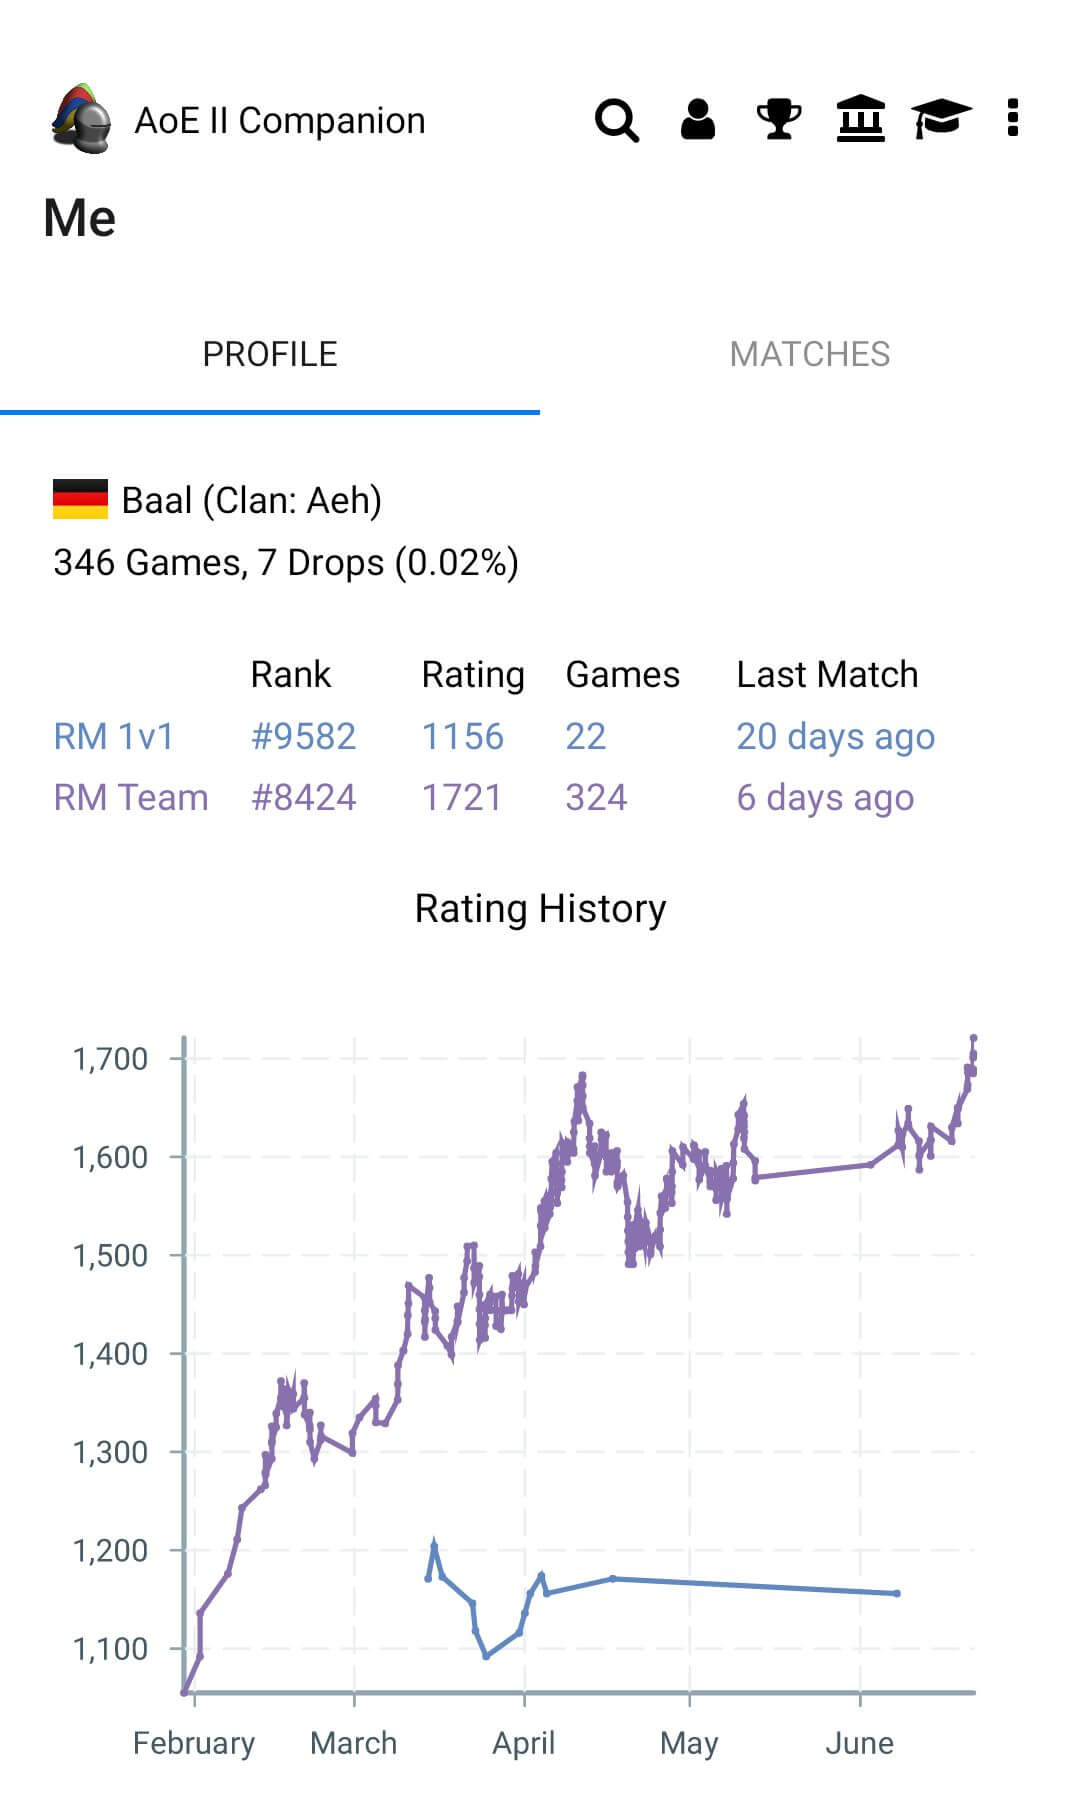 AoE II Companion
Me
PROFILE MATCHES
Baal (Clan: Aeh)
346 Games, 7 Drops (0.02%)
Rank Rating Games Last Match
RM 1v1 #9582 1156 22 20 days ago
RM Team #8424 1721 324 6 days ago
Rating History
1,700
1,600
1,500
1,400
1,300
1,200
1,100
February March April May June